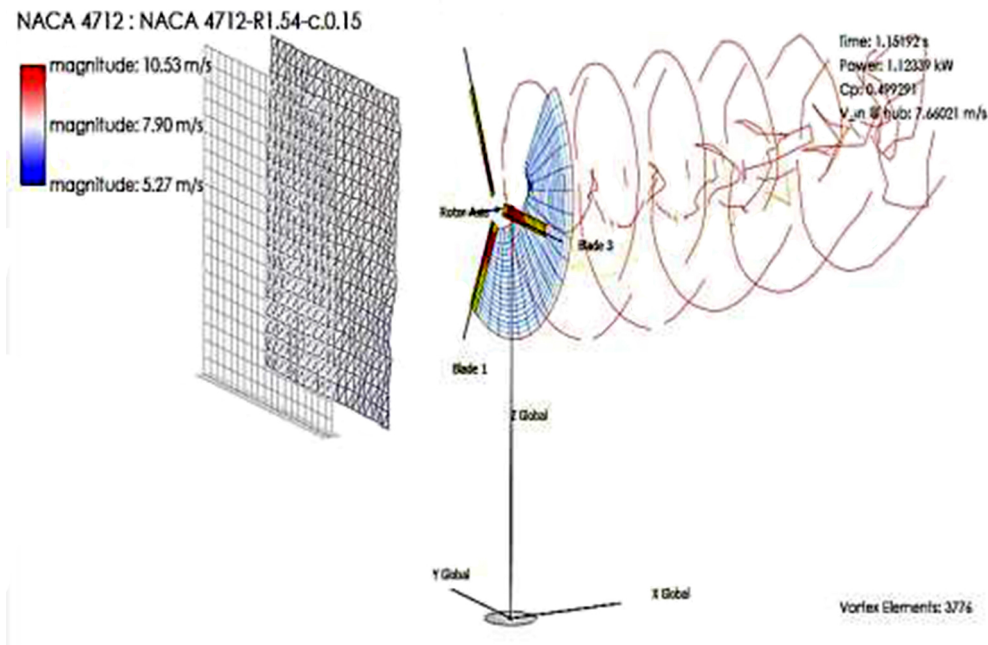 NACA 4712 : NACA 4712-R1.54-c.0.15
magnitude: 10.53 m/s
magnitude: 7.90 m/s
magnitude: 5.27 m/s
Time: 1.15192 s
Power: 1.12339 kW
Cp: 0.499291
V_in @ hub: 7.66021 m/s
Rotor Axis
Blade 3
Blade 1
Z Global
Y Global
X Global
Vortex Elements: 3776